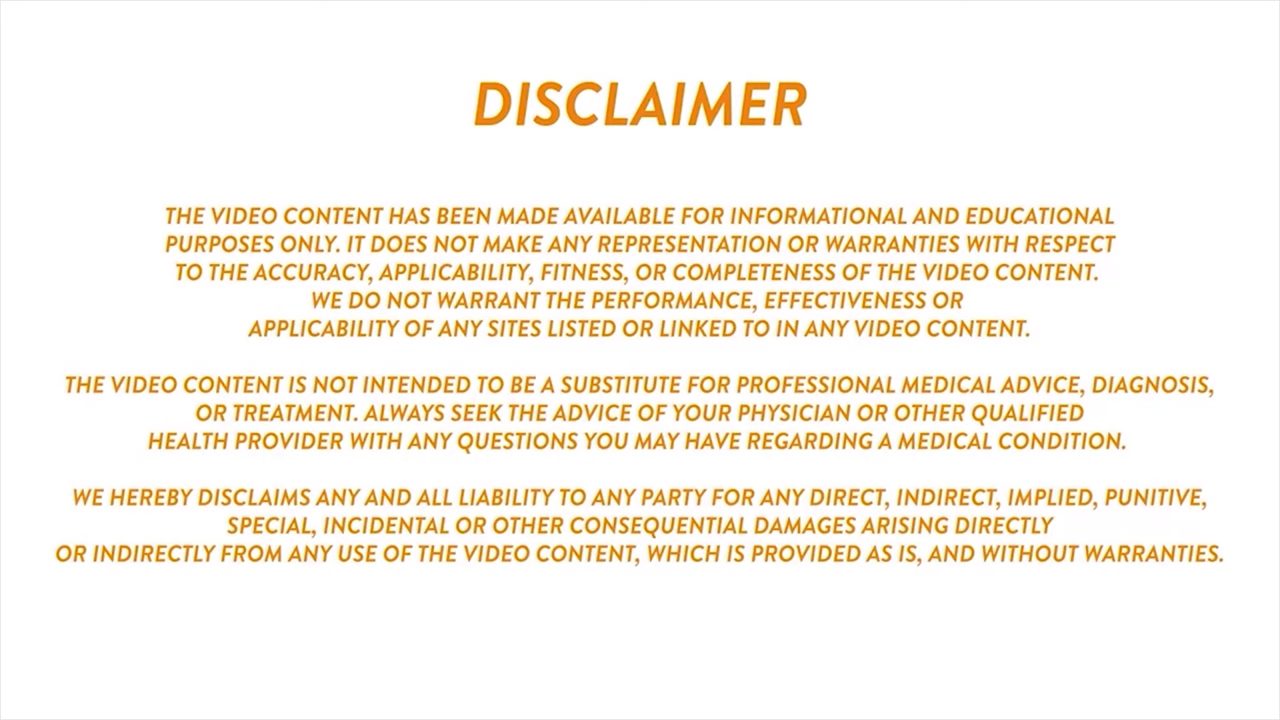 DISCLAIMER
THE VIDEO CONTENT HAS BEEN MADE AVAILABLE FOR INFORMATIONAL AND EDUCATIONAL
PURPOSES ONLY. IT DOES NOT MAKE ANY REPRESENTATION OR WARRANTIES WITH RESPECT
TO THE ACCURACY, APPLICABILITY, FITNESS, OR COMPLETENESS OF THE VIDEO CONTENT.
WE DO NOT WARRANT THE PERFORMANCE, EFFECTIVENESS OR
APPLICABILITY OF ANY SITES LISTED OR LINKED TO IN ANY VIDEO CONTENT.
THE VIDEO CONTENT IS NOT INTENDED TO BE A SUBSTITUTE FOR PROFESSIONAL MEDICAL ADVICE, DIAGNOSIS,
OR TREATMENT. ALWAYS SEEK THE ADVICE OF YOUR PHYSICIAN OR OTHER QUALIFIED
HEALTH PROVIDER WITH ANY QUESTIONS YOU MAY HAVE REGARDING A MEDICAL CONDITION.
WE HEREBY DISCLAIMS ANY AND ALL LIABILITY TO ANY PARTY FOR ANY DIRECT, INDIRECT, IMPLIED, PUNITIVE,
SPECIAL, INCIDENTAL OR OTHER CONSEQUENTIAL DAMAGES ARISING DIRECTLY
OR INDIRECTLY FROM ANY USE OF THE VIDEO CONTENT, WHICH IS PROVIDED AS IS, AND WITHOUT WARRANTIES.